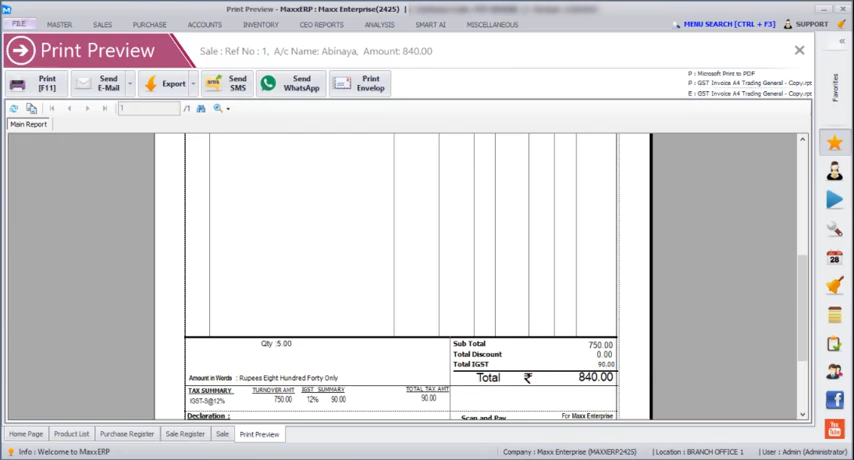 Print Preview - MaxxERP : Maxx Enterprise(2425) |
FILE MASTER SALES PURCHASE ACCOUNTS INVENTORY CEO REPORTS ANALYSIS SMART AI MISCELLANEOUS MENU SEARCH [CTRL + F3] SUPPORT
Print Preview
Sale : Ref No : 1, A/c Name: Abinaya, Amount: 840.00
Print [F11]
Send E-Mail
Export
Send SMS
Send WhatsApp
Print Envelop
P : Microsoft Print to PDF
P : GST Invoice A4 Trading General - Copy.rpt
E : GST Invoice A4 Trading General - Copy.rpt
Favorites
1 /1
Main Report
28
Qty :5.00
Sub Total 750.00
Total Discount 0.00
Total IGST 90.00
Total ₹ 840.00
Amount in Words : Rupees Eight Hundred Forty Only
TAX SUMMARY TURNOVER AMT IGST SUMMARY TOTAL TAX AMT
IGST-S@12% 750.00 12% 90.00 90.00
Declaration :
Scan and Pay
For Maxx Enterprise
You Tube
Home Page Product List Purchase Register Sale Register Sale Print Preview
Info : Welcome to MaxxERP
Company : Maxx Enterprise (MAXXERP2425) | Location : BRANCH OFFICE 1 | User : Admin (Administrator)